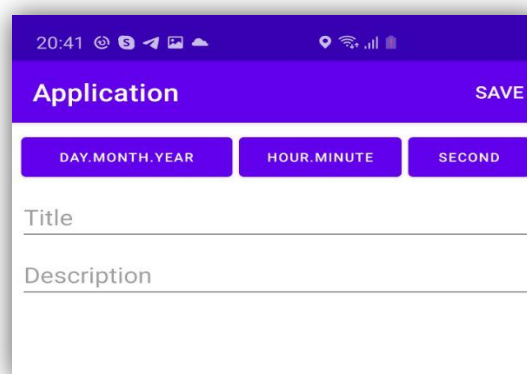 20:41
Application SAVE
DAY.MONTH.YEAR HOUR.MINUTE SECOND
Title
Description